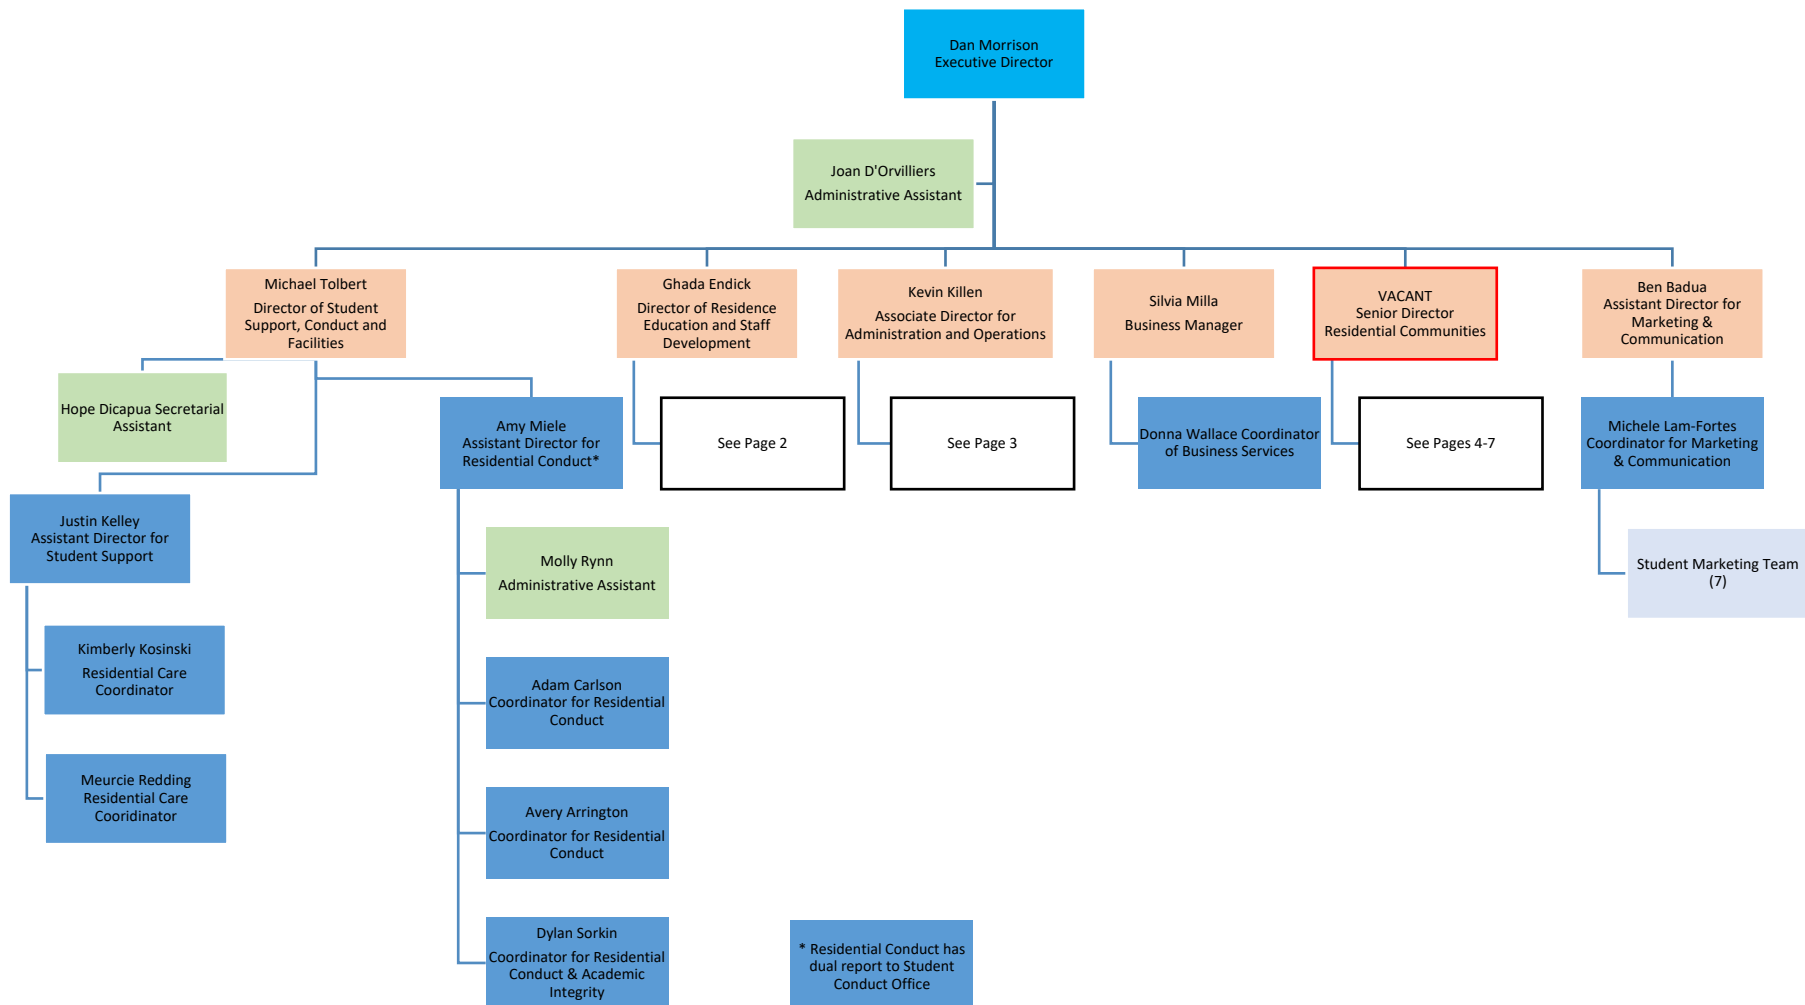 Dan Morrison
Executive Director
Joan D'Orvilliers
Administrative Assistant
Michael Tolbert
Director of Student
Support, Conduct and
Facilities
Ghada Endick
Director of Residence
Education and Staff
Development
Kevin Killen
Associate Director for
Administration and Operations
Silvia Milla
Business Manager
VACANT
Senior Director
Residential Communities
Ben Badua
Assistant Director for
Marketing &
Communication
Hope Dicapua Secretarial
Assistant
Amy Miele
Assistant Director for
Residential Conduct*
See Page 2
See Page 3
Donna Wallace Coordinator
of Business Services
See Pages 4-7
Michele Lam-Fortes
Coordinator for Marketing
& Communication
Justin Kelley
Assistant Director for
Student Support
Molly Rynn
Administrative Assistant
Student Marketing Team
(7)
Kimberly Kosinski
Residential Care
Coordinator
Adam Carlson
Coordinator for Residential
Conduct
Meurcie Redding
Residential Care
Cooridinator
Avery Arrington
Coordinator for Residential
Conduct
Dylan Sorkin
Coordinator for Residential
Conduct & Academic
Integrity
* Residential Conduct has
dual report to Student
Conduct Office